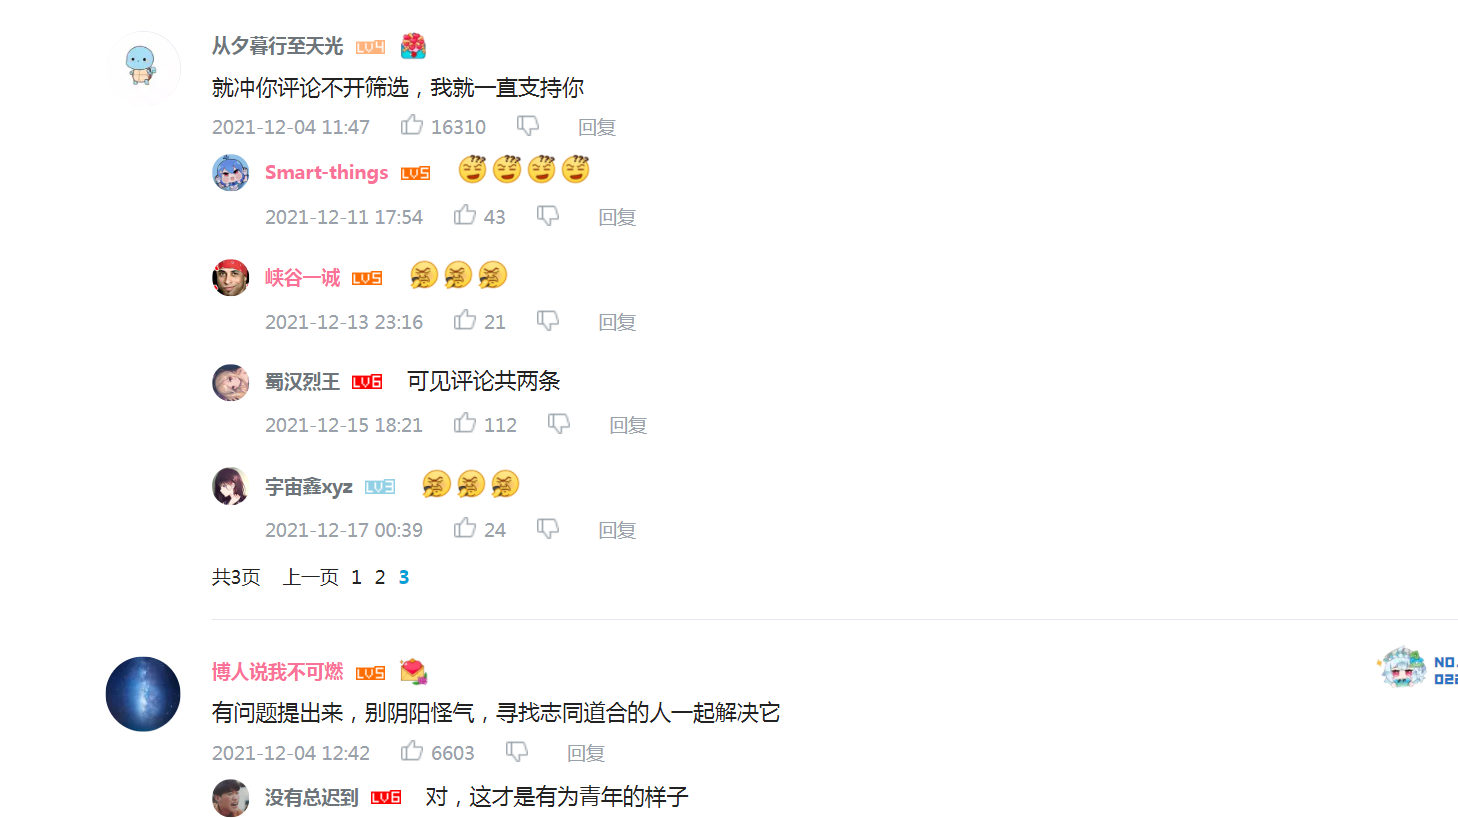 从夕暮行至天光 LV4
就冲你评论不开筛选，我就一直支持你
2021-12-04 11:47 16310 回复
Smart-things LV5 ??? ??? ??? ???
2021-12-11 17:54 43 回复
峡谷一诚 LV5
2021-12-13 23:16 21 回复
蜀汉烈王 LV6 可见评论共两条
2021-12-15 18:21 112 回复
宇宙鑫xyz LV3
2021-12-17 00:39 24 回复
共3页 上一页 1 2 3
博人说我不可燃 LV5
NO.
有问题提出来，别阴阳怪气，寻找志同道合的人一起解决它
2021-12-04 12:42 6603 回复
没有总迟到 LV6 对，这才是有为青年的样子